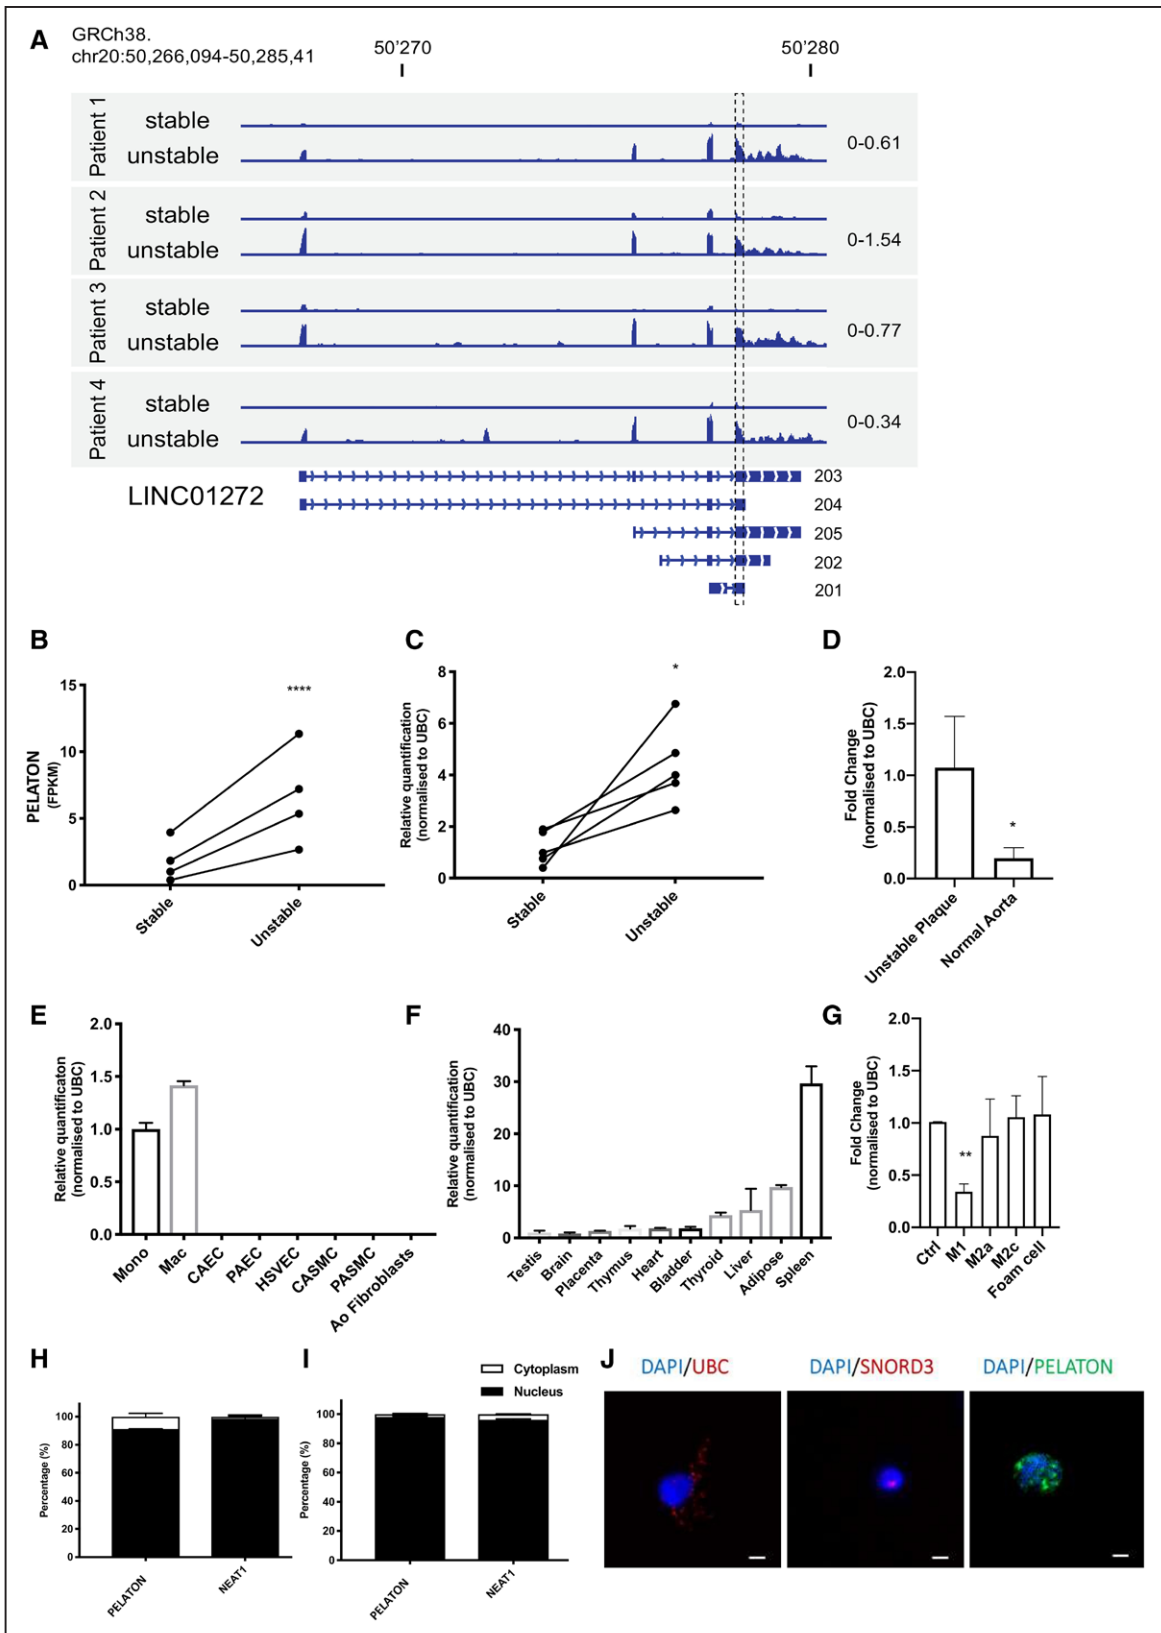 A
GRCh38.
chr20:50,266,094-50,285,41
50'270
50'280
Patient 1
stable
unstable
0-0.61
Patient 2
stable
unstable
0-1.54
Patient 3
stable
unstable
0-0.77
Patient 4
stable
unstable
0-0.34
LINC01272
203
204
205
202
201
B
PELATON
(FPKM)
15
10
5
0
****
Stable
Unstable
C
Relative quantification
(normalised to UBC)
8
6
4
2
0
*
Stable
Unstable
D
Fold Change
(normalised to UBC)
2.0
1.5
1.0
0.5
0.0
*
Unstable Plaque
Normal Aorta
E
Relative quantificaton
(normalised to UBC)
2.0
1.5
1.0
0.5
0.0
Mono
Mac
CAEC
PAEC
HSVEC
CASMC
PASMC
Ao Fibroblasts
F
Relative quantification
(normalised to UBC)
40
30
20
10
0
Testis
Brain
Placenta
Thymus
Heart
Bladder
Thyroid
Liver
Adipose
Spleen
G
Fold Change
(normalised to UBC)
2.0
1.5
1.0
0.5
0.0
**
Ctrl
M1
M2a
M2c
Foam cell
H
Percentage (%)
100
80
60
40
20
0
PELATON
NEAT1
I
Cytoplasm
Nucleus
Percentage (%)
100
80
60
40
20
0
PELATON
NEAT1
J
DAPI/UBC
DAPI/SNORD3
DAPI/PELATON